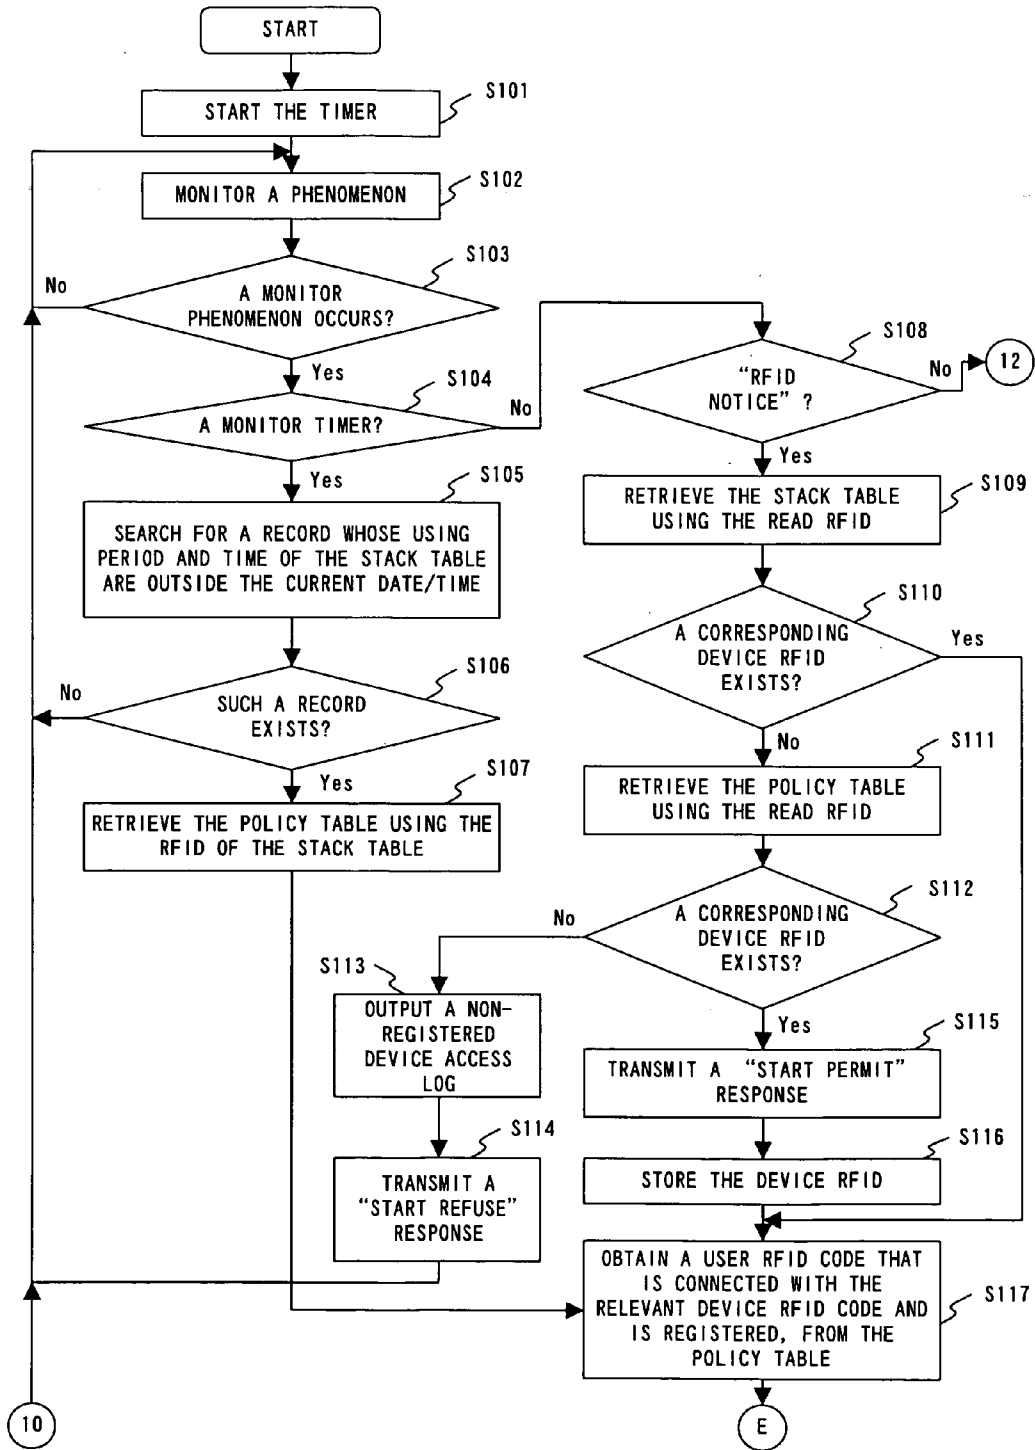 START
S101
START THE TIMER
S102
MONITOR A PHENOMENON
S103
No
A MONITOR
PHENOMENON OCCURS?
Yes
S104
A MONITOR TIMER?
No
Yes
S105
SEARCH FOR A RECORD WHOSE USING
PERIOD AND TIME OF THE STACK TABLE
ARE OUTSIDE THE CURRENT DATE/TIME
S106
No
SUCH A RECORD
EXISTS?
Yes
S107
RETRIEVE THE POLICY TABLE USING THE
RFID OF THE STACK TABLE
S108
"RFID
NOTICE" ?
No
12
Yes
S109
RETRIEVE THE STACK TABLE
USING THE READ RFID
S110
A CORRESPONDING
DEVICE RFID
EXISTS?
Yes
No
S111
RETRIEVE THE POLICY TABLE
USING THE READ RFID
S112
No
A CORRESPONDING
DEVICE RFID
EXISTS?
Yes
S113
OUTPUT A NON-
REGISTERED
DEVICE ACCESS
LOG
S114
TRANSMIT A
"START REFUSE"
RESPONSE
S115
TRANSMIT A "START PERMIT"
RESPONSE
S116
STORE THE DEVICE RFID
OBTAIN A USER RFID CODE THAT
IS CONNECTED WITH THE
RELEVANT DEVICE RFID CODE AND
IS REGISTERED, FROM THE
POLICY TABLE
S117
10
E